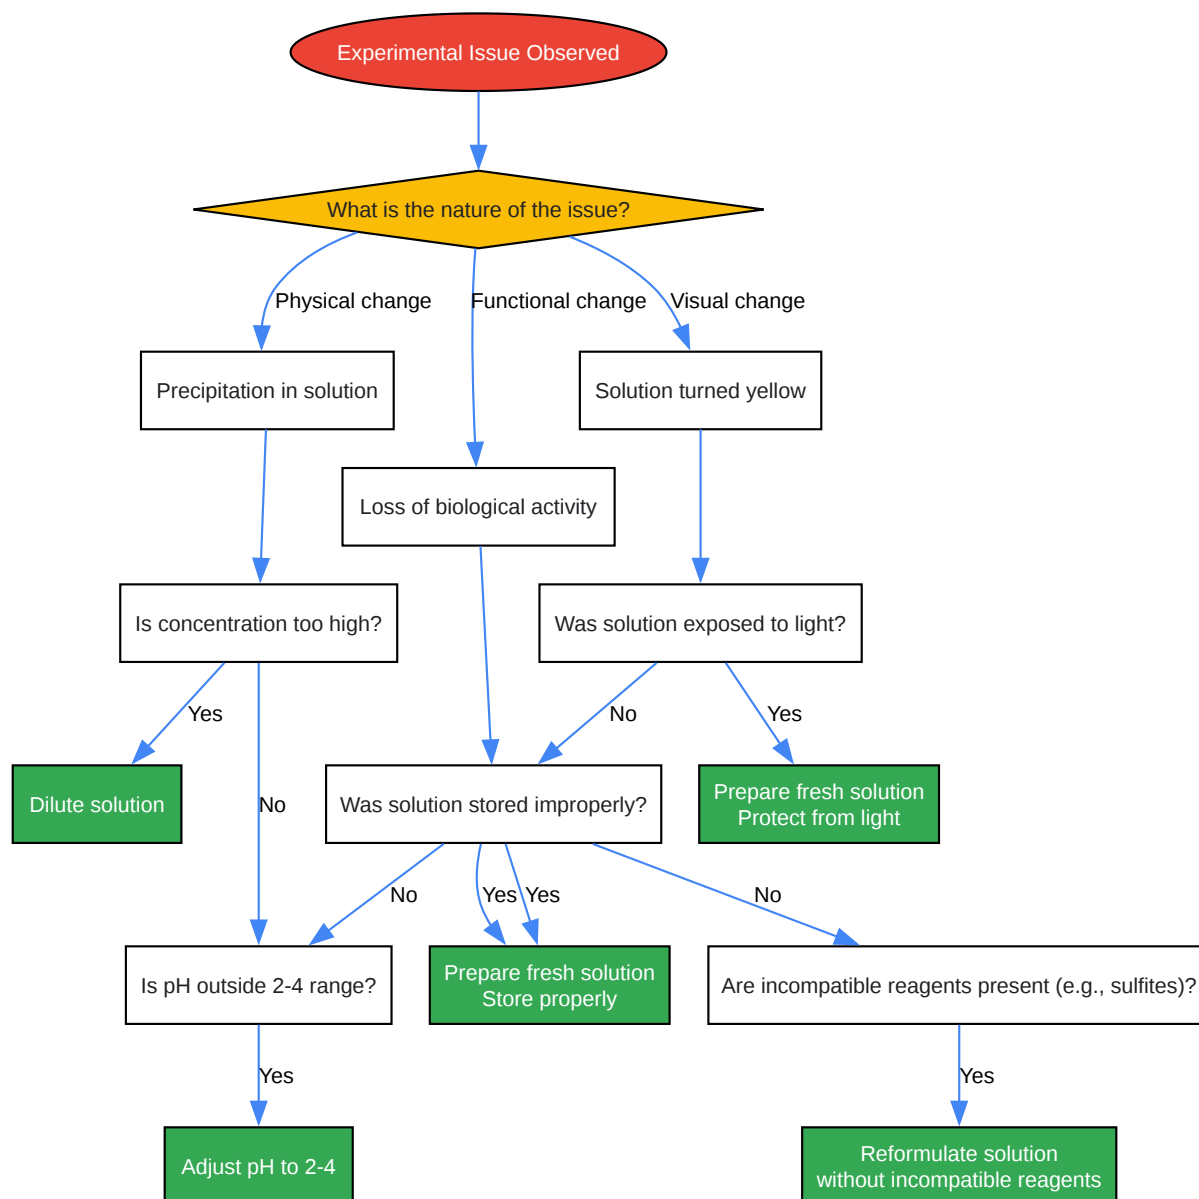 Experimental Issue Observed
What is the nature of the issue?
Physical change
Functional change
Visual change
Precipitation in solution
Solution turned yellow
Loss of biological activity
Is concentration too high?
Was solution exposed to light?
Yes
No
Yes
Dilute solution
No
Was solution stored improperly?
Prepare fresh solution
Protect from light
No
Yes
Yes
No
Is pH outside 2-4 range?
Prepare fresh solution
Store properly
Are incompatible reagents present (e.g., sulfites)?
Yes
Yes
Adjust pH to 2-4
Reformulate solution
without incompatible reagents